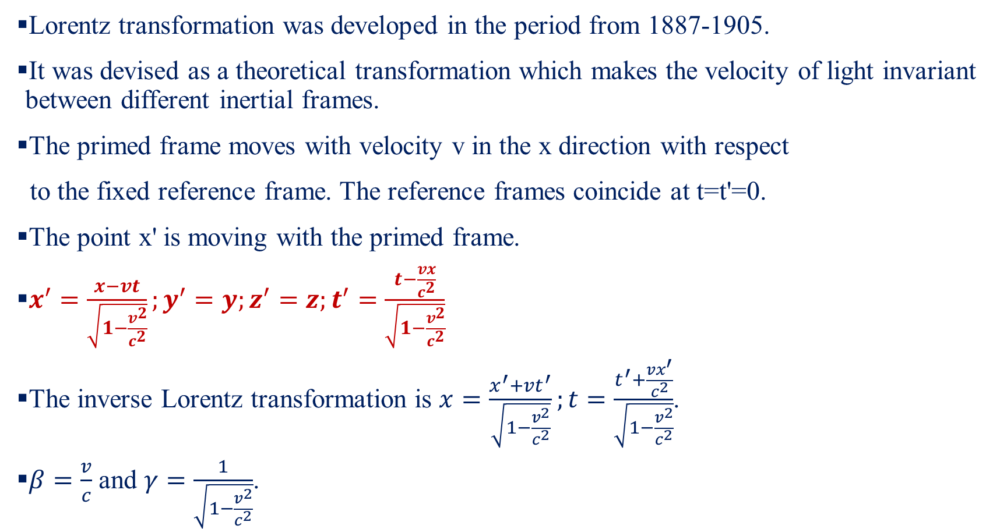 ▪Lorentz transformation was developed in the period from 1887-1905.
▪It was devised as a theoretical transformation which makes the velocity of light invariant
between different inertial frames.
▪The primed frame moves with velocity v in the x direction with respect
to the fixed reference frame. The reference frames coincide at t=t'=0.
▪The point x' is moving with the primed frame.
▪$x' = \frac{x-vt}{\sqrt{1-\frac{v^2}{c^2}}}; y' = y; z' = z; t' = \frac{t-\frac{vx}{c^2}}{\sqrt{1-\frac{v^2}{c^2}}}$
▪The inverse Lorentz transformation is $x = \frac{x'+vt'}{\sqrt{1-\frac{v^2}{c^2}}}; t = \frac{t'+\frac{vx'}{c^2}}{\sqrt{1-\frac{v^2}{c^2}}}$.
▪$\beta = \frac{v}{c}$ and $\gamma = \frac{1}{\sqrt{1-\frac{v^2}{c^2}}}$.